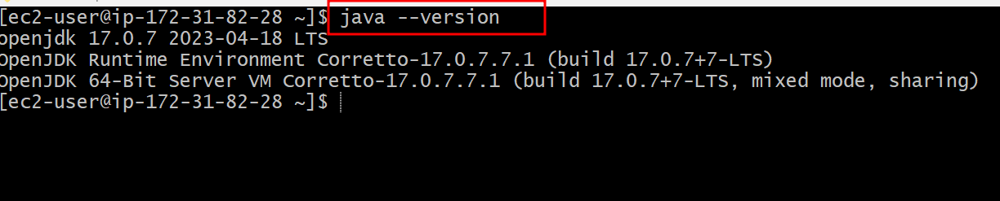 [ec2-user@ip-172-31-82-28 ~]$ java --version
openjdk 17.0.7 2023-04-18 LTS
OpenJDK Runtime Environment Corretto-17.0.7.7.1 (build 17.0.7+7-LTS)
OpenJDK 64-Bit Server VM Corretto-17.0.7.7.1 (build 17.0.7+7-LTS, mixed mode, sharing)
[ec2-user@ip-172-31-82-28 ~]$